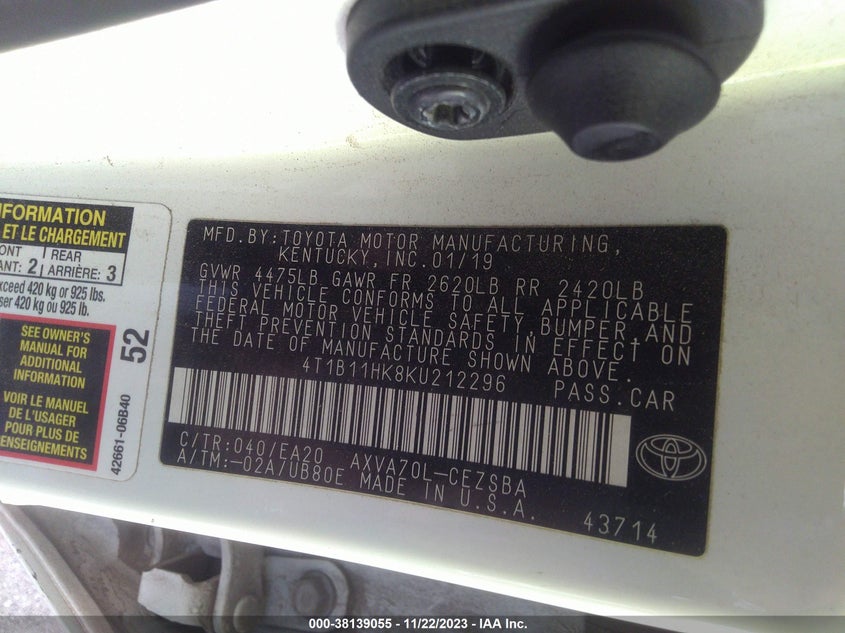 NFORMATION
ET LE CHARGEMENT
ONT
ANT: 2
REAR
ARRIÈRE: 3
xceed 420 kg or 925 lbs.
ser 420 kg ou 925 lb.
SEE OWNER'S
MANUAL FOR
ADDITIONAL
INFORMATION
VOIR LE MANUEL
DE L'USAGER
POUR PLUS DE
RENSEIGNEMENTS
52
42661-06B40
MFD.BY:TOYOTA MOTOR MANUFACTURING,
KENTUCKY,INC.01/19
GVWR 4475LB GAWR FR 2620LB RR 2420LB
THIS VEHICLE CONFORMS TO ALL APPLICABLE
FEDERAL MOTOR VEHICLE SAFETY,BUMPER,AND
THEFT PREVENTION STANDARDS IN EFFECT ON
THE DATE OF MANUFACTURE SHOWN ABOVE.
4T1B11HK8KU212296 PASS.CAR
C/TR:040/EA20 AXVA70L-CEZSBA
A/TM:-02A/UB80E MADE IN U.S.A.
43714
000-38139055 - 11/22/2023 - IAA Inc.